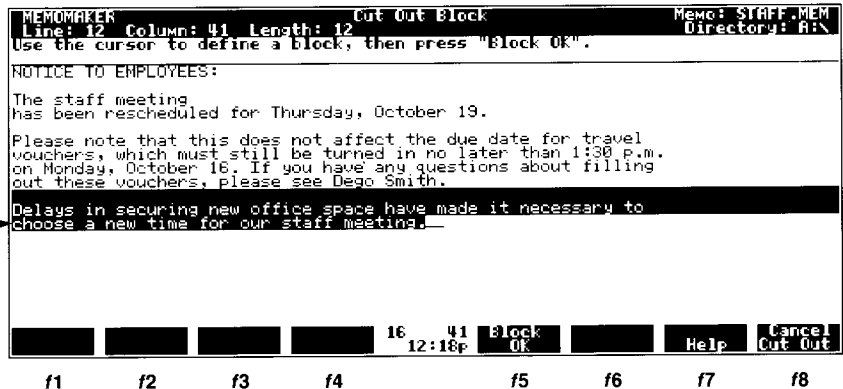 MEMOMAKER Cut Out Block Memo: STAFF.MEM
Line: 12 Column: 41 Length: 12 Directory: A:\
Use the cursor to define a block, then press "Block OK".
NOTICE TO EMPLOYEES:
The staff meeting
has been rescheduled for Thursday, October 19.
Please note that this does not affect the due date for travel
vouchers, which must still be turned in no later than 1:30 p.m.
on Monday, October 16. If you have any questions about filling
out these vouchers, please see Dego Smith.
Delays in securing new office space have made it necessary to
choose a new time for our staff meeting.
16 41 Block Cancel
12:18p OK Help Cut Out
f1 f2 f3 f4 f5 f6 f7 f8